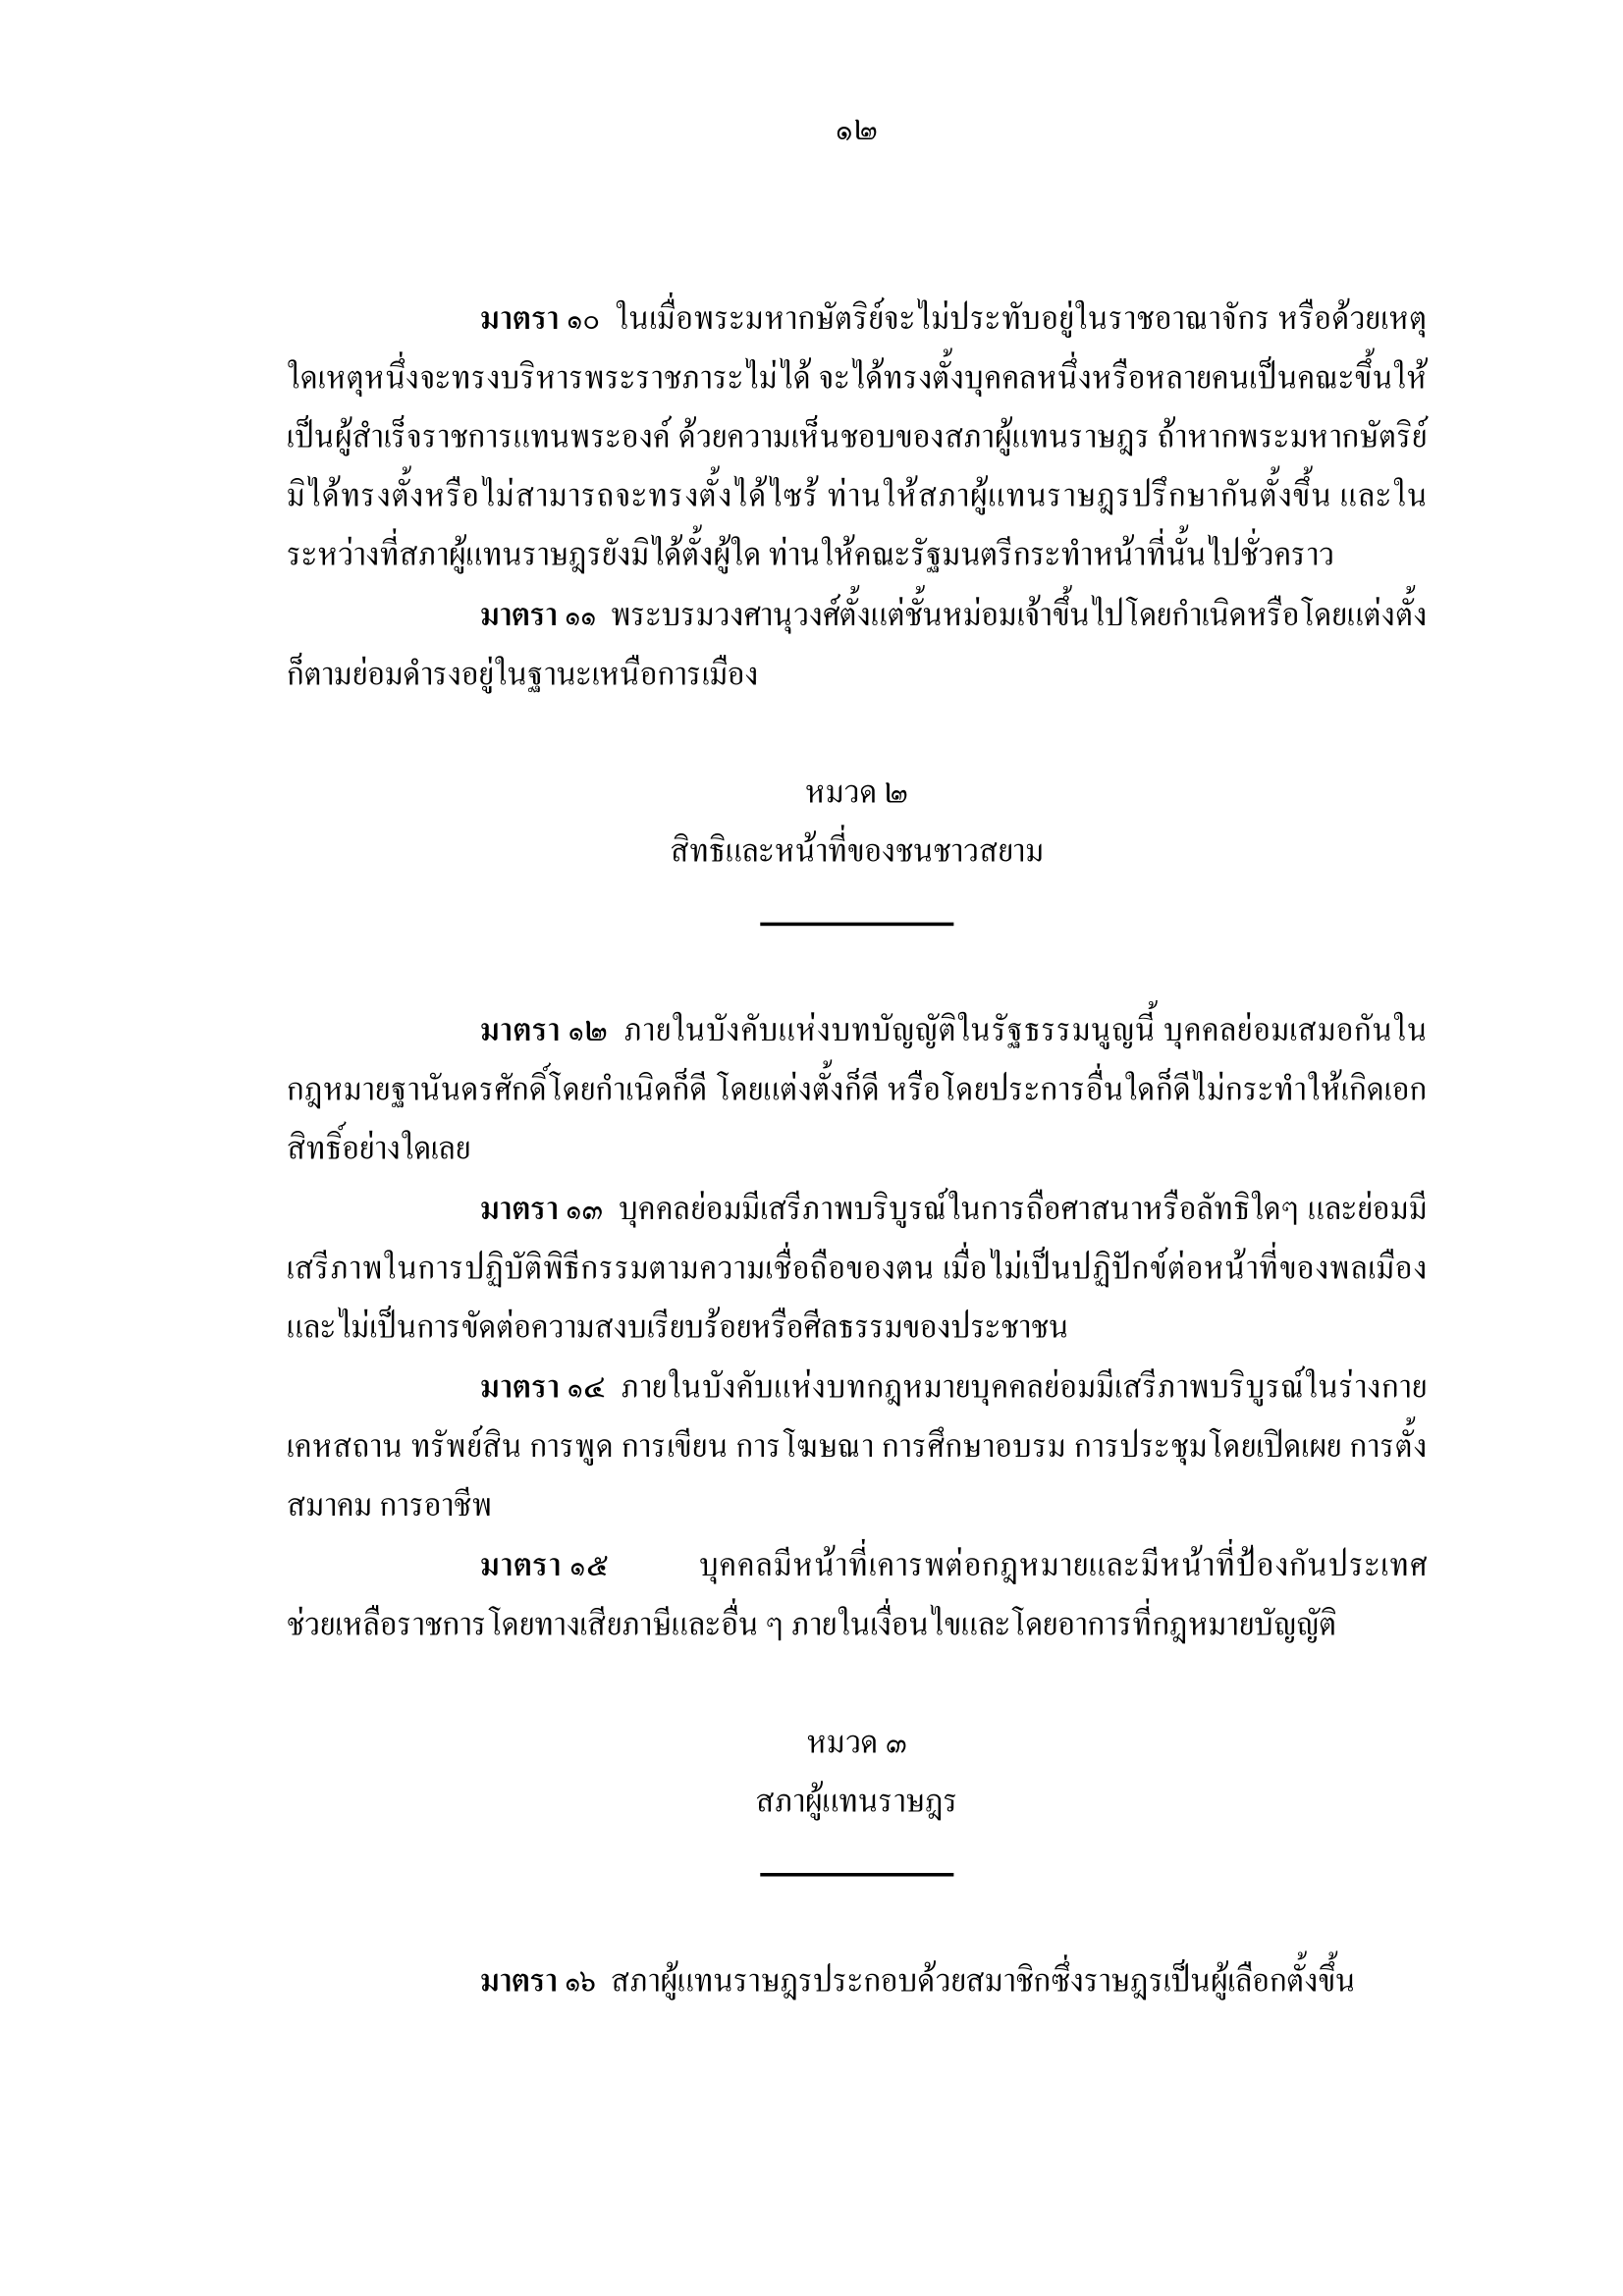 ๑๒
มาตรา ๑๐ ในเมื่อพระมหากษัตริย์จะไม่ประทับอยู่ในราชอาณาจักร หรือด้วยเหตุ
ใดเหตุหนึ่งจะทรงบริหารพระราชภาระไม่ได้ จะได้ทรงตั้งบุคคลหนึ่งหรือหลายคนเป็นคณะขึ้นให้
เป็นผู้สำเร็จราชการแทนพระองค์ ด้วยความเห็นชอบของสภาผู้แทนราษฎร ถ้าหากพระมหากษัตริย์
มิได้ทรงตั้งหรือไม่สามารถจะทรงตั้งได้ไซร้ ท่านให้สภาผู้แทนราษฎรปรึกษากันตั้งขึ้น และใน
ระหว่างที่สภาผู้แทนราษฎรยังมิได้ตั้งผู้ใด ท่านให้คณะรัฐมนตรีกระทำหน้าที่นั้นไปชั่วคราว
มาตรา ๑๑ พระบรมวงศานุวงศ์ตั้งแต่ชั้นหม่อมเจ้าขึ้นไปโดยกำเนิดหรือโดยแต่งตั้ง
ก็ตามย่อมดำรงอยู่ในฐานะเหนือการเมือง
หมวด ๒
สิทธิและหน้าที่ของชนชาวสยาม
มาตรา ๑๒ ภายในบังคับแห่งบทบัญญัติในรัฐธรรมนูญนี้ บุคคลย่อมเสมอกันใน
กฎหมายฐานันดรศักดิ์โดยกำเนิดก็ดี โดยแต่งตั้งก็ดี หรือโดยประการอื่นใดก็ดีไม่กระทำให้เกิดเอก
สิทธิ์อย่างใดเลย
มาตรา ๑๓ บุคคลย่อมมีเสรีภาพบริบูรณ์ในการถือศาสนาหรือลัทธิใดๆ และย่อมมี
เสรีภาพในการปฏิบัติพิธีกรรมตามความเชื่อถือของตน เมื่อไม่เป็นปฏิปักข์ต่อหน้าที่ของพลเมือง
และไม่เป็นการขัดต่อความสงบเรียบร้อยหรือศีลธรรมของประชาชน
มาตรา ๑๔ ภายในบังคับแห่งบทกฎหมายบุคคลย่อมมีเสรีภาพบริบูรณ์ในร่างกาย
เคหสถาน ทรัพย์สิน การพูด การเขียน การโฆษณา การศึกษาอบรม การประชุมโดยเปิดเผย การตั้ง
สมาคม การอาชีพ
มาตรา ๑๕ บุคคลมีหน้าที่เคารพต่อกฎหมายและมีหน้าที่ป้องกันประเทศ
ช่วยเหลือราชการโดยทางเสียภาษีและอื่น ๆ ภายในเงื่อนไขและโดยอาการที่กฎหมายบัญญัติ
หมวด ๓
สภาผู้แทนราษฎร
มาตรา ๑๖ สภาผู้แทนราษฎรประกอบด้วยสมาชิกซึ่งราษฎรเป็นผู้เลือกตั้งขึ้น